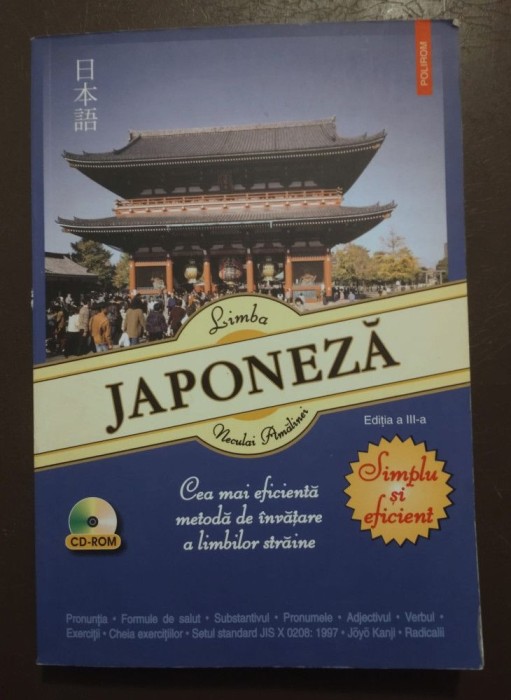 POLIROM
日本語
Limba
JAPONEZĂ
Neculai Amălinei
Ediția a III-a
Simplu
și
eficient
Cea mai eficientă
metodă de învățare
a limbilor străine
CD-ROM
Pronunția • Formule de salut • Substantivul • Pronumele • Adjectivul • Verbul •
Exerciții • Cheia exercițiilor • Setul standard JIS X 0208: 1997 • Jōyō Kanji • Radicalii